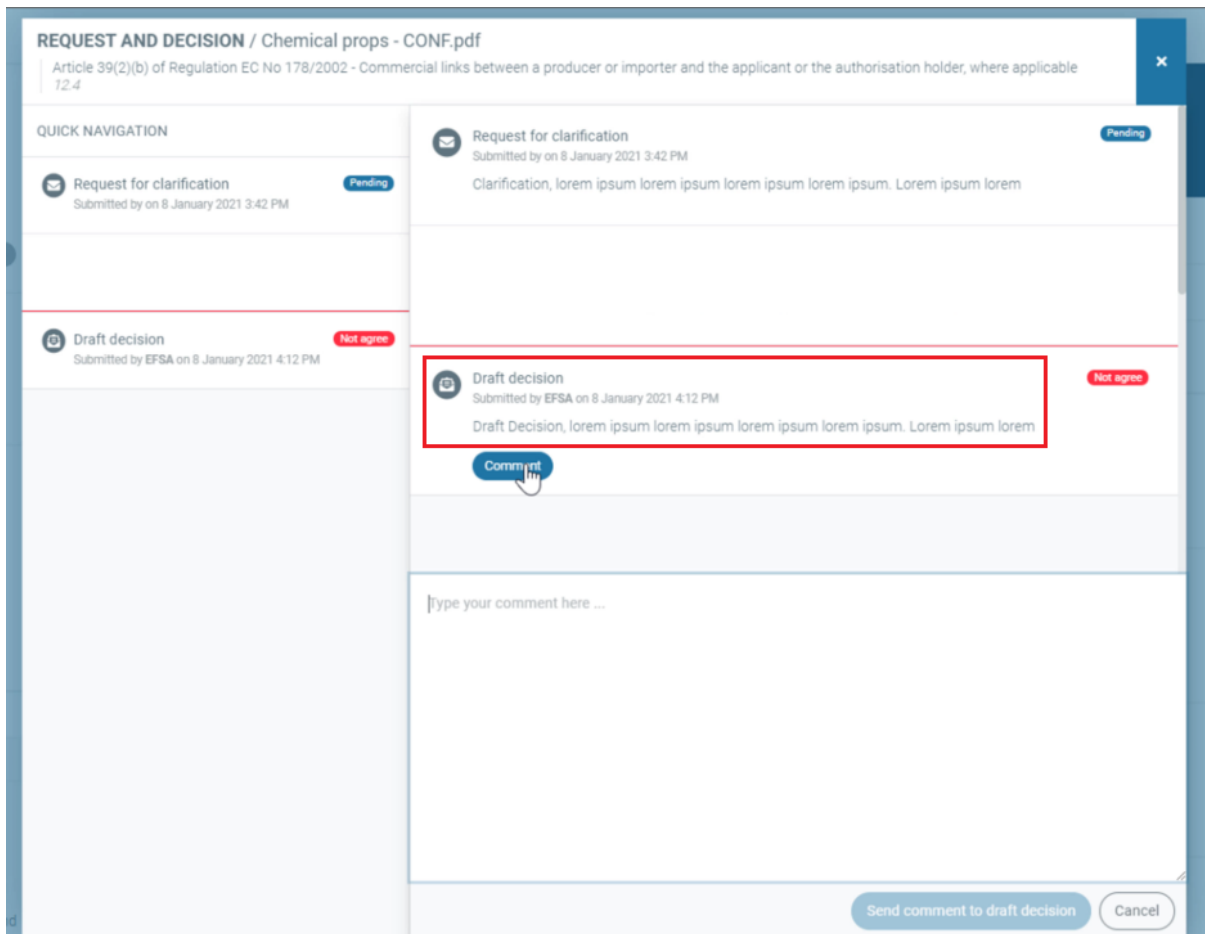 REQUEST AND DECISION / Chemical props - CONF.pdf
Article 39(2)(b) of Regulation EC No 178/2002 - Commercial links between a producer or importer and the applicant or the authorisation holder, where applicable
12.4
×
QUICK NAVIGATION
Request for clarification
Pending
Submitted by on 8 January 2021 3:42 PM
Draft decision
Not agree
Submitted by EFSA on 8 January 2021 4:12 PM
Request for clarification
Pending
Submitted by on 8 January 2021 3:42 PM
Clarification, lorem ipsum lorem ipsum lorem ipsum lorem ipsum. Lorem ipsum lorem
Draft decision
Not agree
Submitted by EFSA on 8 January 2021 4:12 PM
Draft Decision, lorem ipsum lorem ipsum lorem ipsum lorem ipsum. Lorem ipsum lorem
Comment
Type your comment here ...
Send comment to draft decision
Cancel